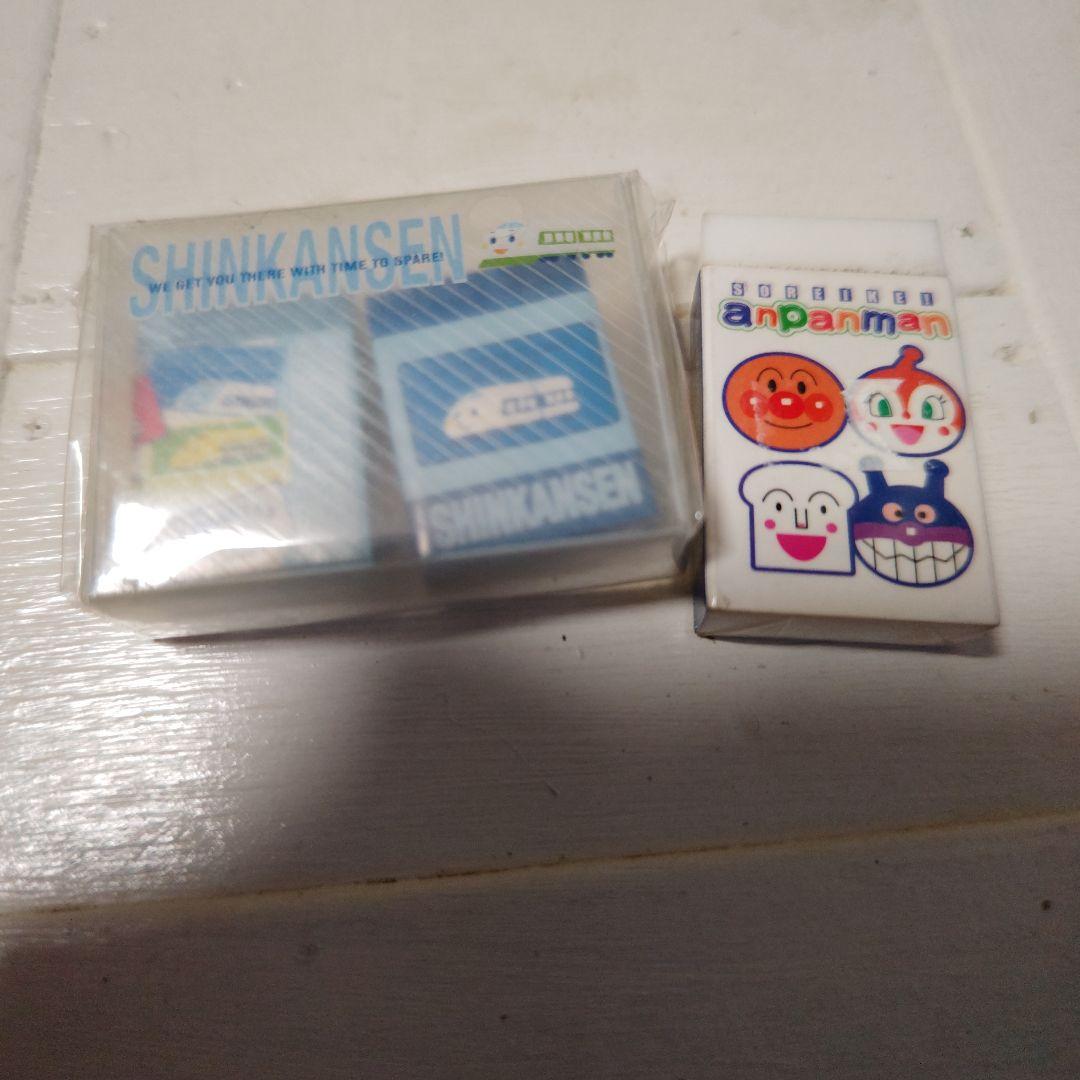 SHINKANSEN
WE GET YOU THERE WITH TIME TO SPARE!
SHINKANSEN
SOREIKE!
anpanman